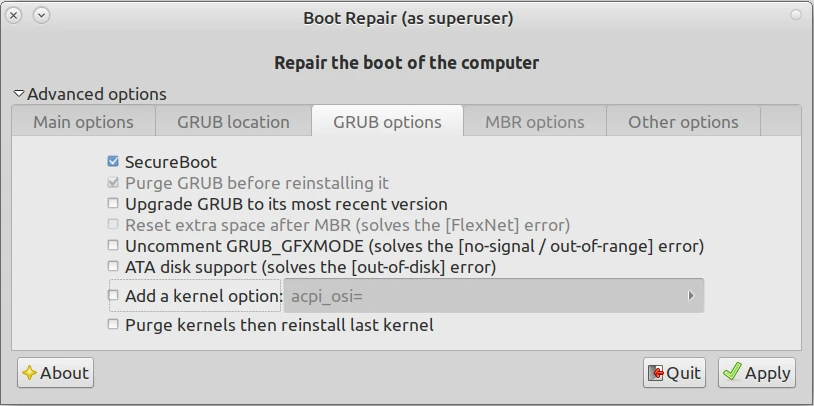 Boot Repair (as superuser)
Repair the boot of the computer
Advanced options
Main options GRUB location GRUB options MBR options Other options
SecureBoot
Purge GRUB before reinstalling it
Upgrade GRUB to its most recent version
Reset extra space after MBR (solves the [FlexNet] error)
Uncomment GRUB_GFXMODE (solves the [no-signal / out-of-range] error)
ATA disk support (solves the [out-of-disk] error)
Add a kernel option: acpi_osi=
Purge kernels then reinstall last kernel
About Quit Apply